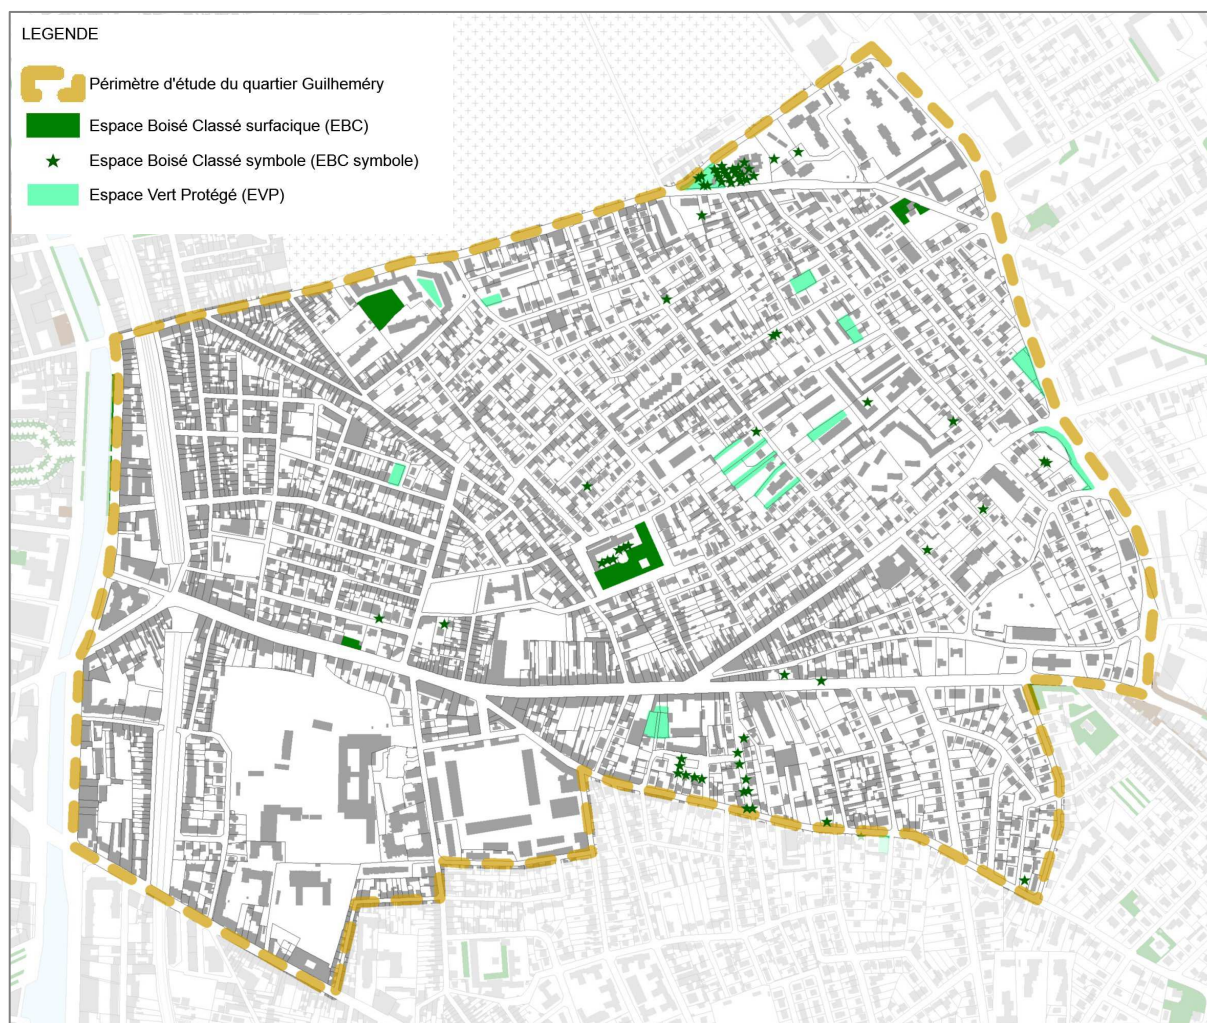 LEGENDE
Périmètre d'étude du quartier Guilheméry
Espace Boisé Classé surfacique (EBC)
Espace Boisé Classé symbole (EBC symbole)
Espace Vert Protégé (EVP)